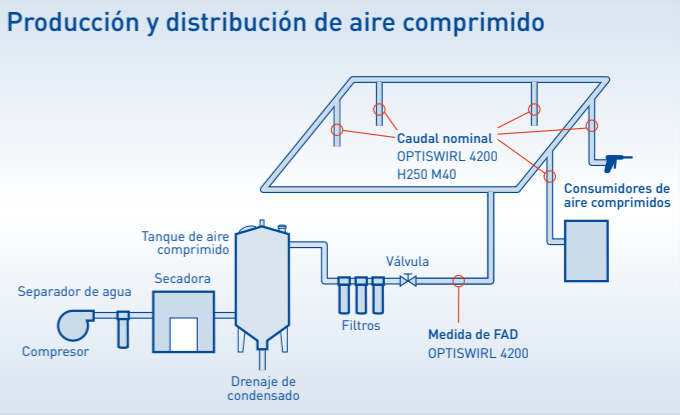 Producción y distribución de aire comprimido
Caudal nominal
OPTISWIRL 4200
H250 M40
Consumidores de
aire comprimidos
Tanque de aire
comprimido
Válvula
Secadora
Separador de agua
Filtros
Compresor
Medida de FAD
OPTISWIRL 4200
Drenaje de
condensado